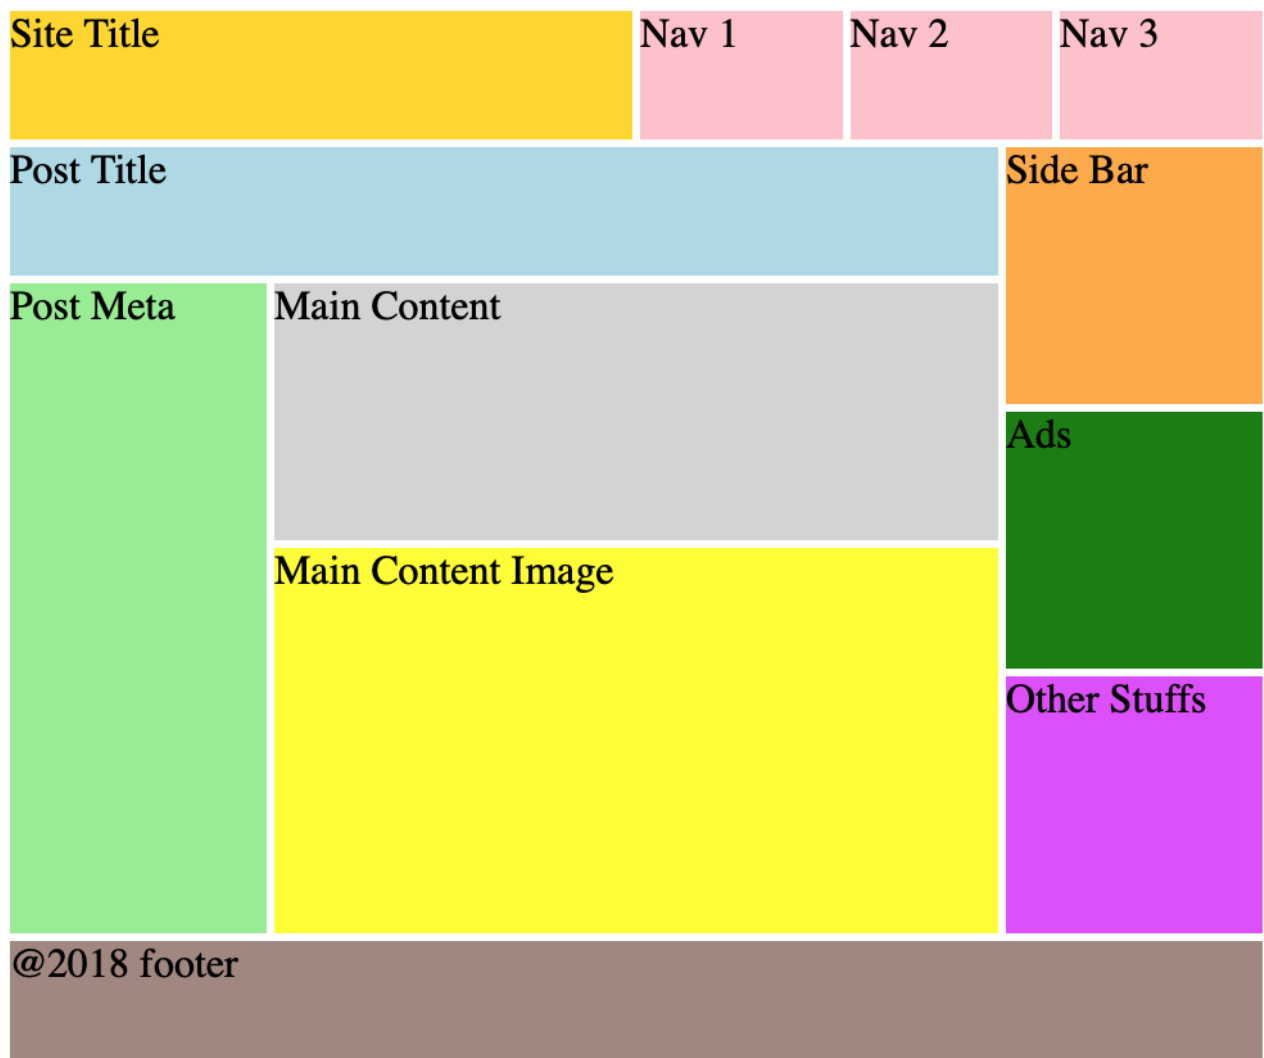 Site Title
Nav 1
Nav 2
Nav 3
Post Title
Side Bar
Post Meta
Main Content
Ads
Main Content Image
Other Stuffs
@2018 footer